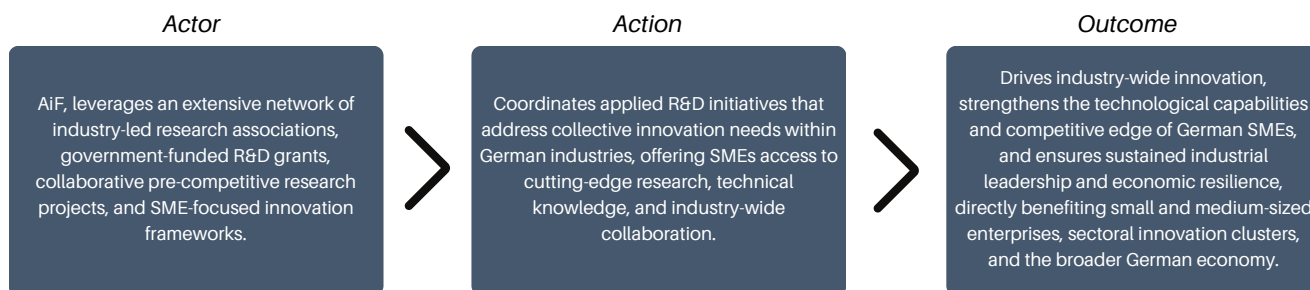 Actor
AiF, leverages an extensive network of
industry-led research associations,
government-funded R&D grants,
collaborative pre-competitive research
projects, and SME-focused innovation
frameworks.
Action
Coordinates applied R&D initiatives that
address collective innovation needs within
German industries, offering SMEs access to
cutting-edge research, technical
knowledge, and industry-wide
collaboration.
Outcome
Drives industry-wide innovation,
strengthens the technological capabilities
and competitive edge of German SMEs,
and ensures sustained industrial
leadership and economic resilience,
directly benefiting small and medium-sized
enterprises, sectoral innovation clusters,
and the broader German economy.